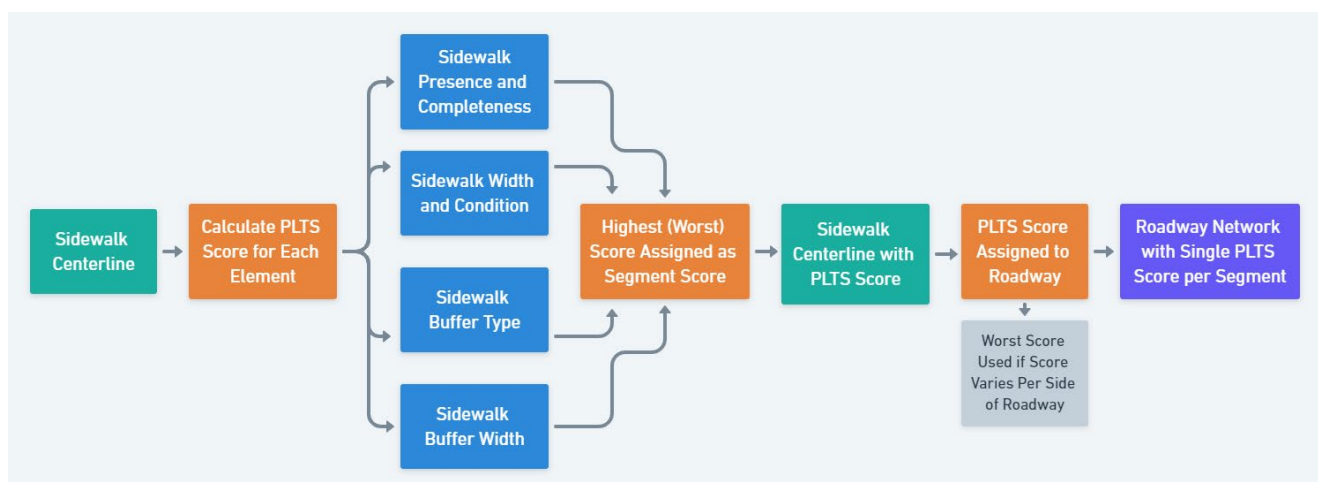 Sidewalk
Centerline
Calculate PLTS
Score for Each
Element
Sidewalk
Presence and
Completeness
Sidewalk Width
and Condition
Sidewalk
Buffer Type
Sidewalk
Buffer Width
Highest (Worst)
Score Assigned as
Segment Score
Sidewalk
Centerline with
PLTS Score
PLTS Score
Assigned to
Roadway
Worst Score
Used if Score
Varies Per Side
of Roadway
Roadway Network
with Single PLTS
Score per Segment